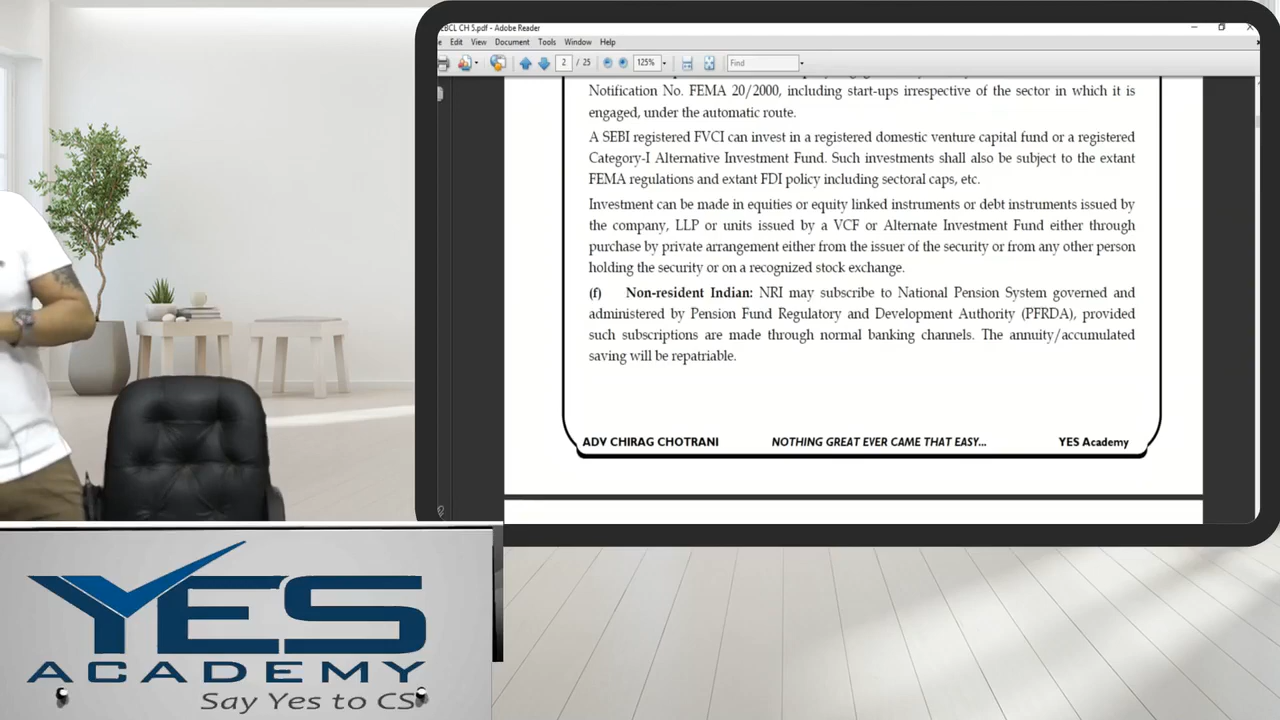 EBCL CH 5.pdf - Adobe Reader
Edit View Document Tools Window Help
2 / 25 125% Find
Notification No. FEMA 20/2000, including start-ups irrespective of the sector in which it is
engaged, under the automatic route.
A SEBI registered FVCI can invest in a registered domestic venture capital fund or a registered
Category-I Alternative Investment Fund. Such investments shall also be subject to the extant
FEMA regulations and extant FDI policy including sectoral caps, etc.
Investment can be made in equities or equity linked instruments or debt instruments issued by
the company, LLP or units issued by a VCF or Alternate Investment Fund either through
purchase by private arrangement either from the issuer of the security or from any other person
holding the security or on a recognized stock exchange.
(f) Non-resident Indian: NRI may subscribe to National Pension System governed and
administered by Pension Fund Regulatory and Development Authority (PFRDA), provided
such subscriptions are made through normal banking channels. The annuity/accumulated
saving will be repatriable.
ADV CHIRAG CHOTRANI NOTHING GREAT EVER CAME THAT EASY... YES Academy
YES
ACADEMY
Say Yes to CS